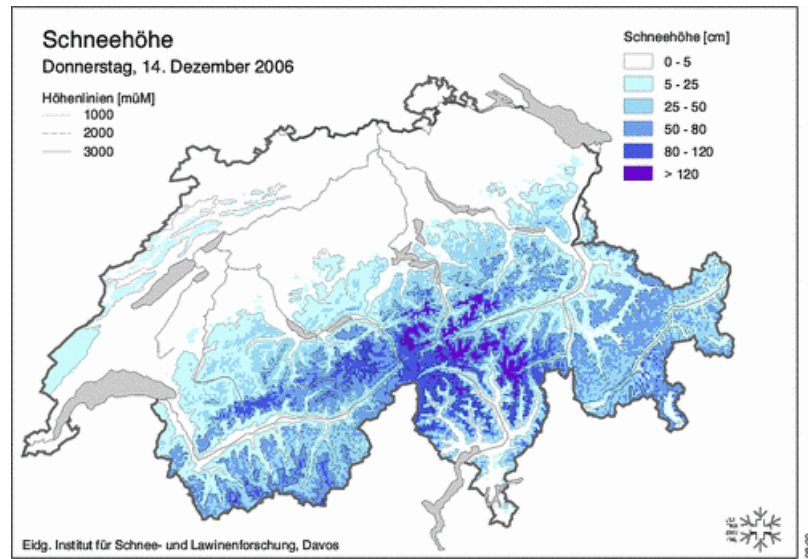 Schneehöhe
Donnerstag, 14. Dezember 2006
Höhenlinien [müM]
1000
2000
3000
Schneehöhe [cm]
0 - 5
5 - 25
25 - 50
50 - 80
80 - 120
> 120
Eidg. Institut für Schnee- und Lawinenforschung, Davos